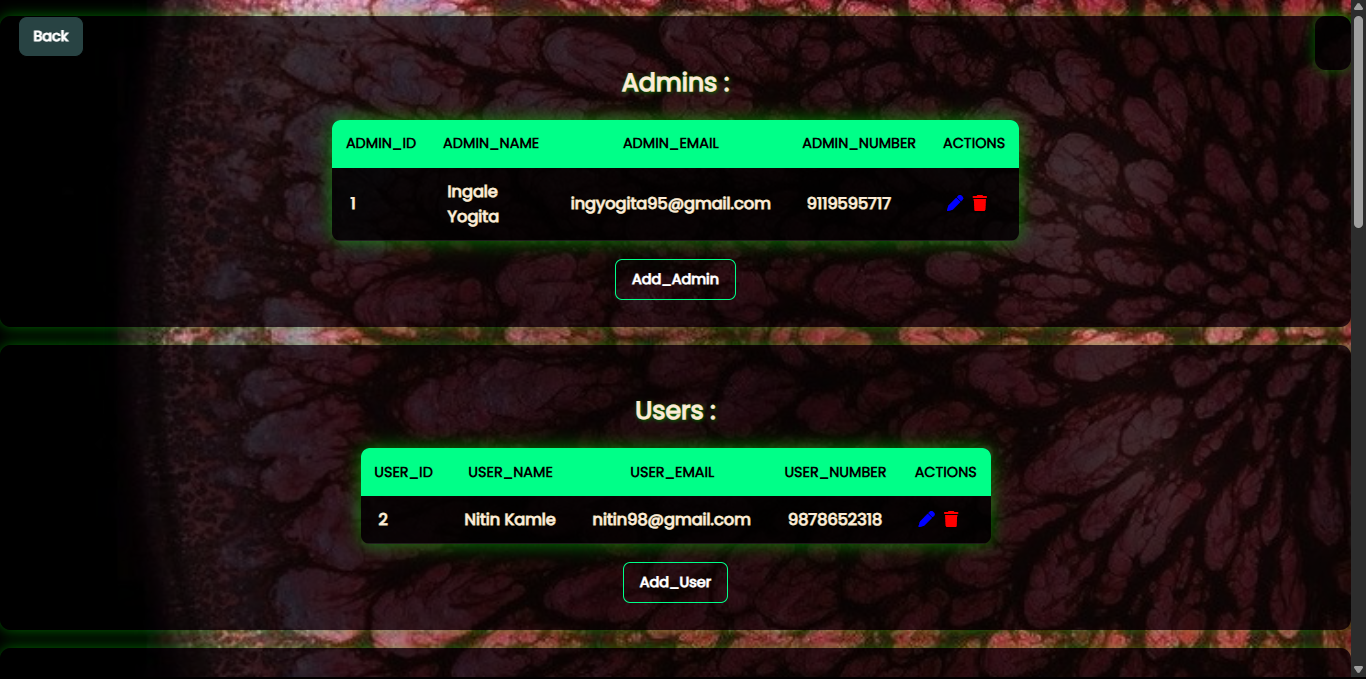 Back
Admins :
ADMIN_ID ADMIN_NAME ADMIN_EMAIL ADMIN_NUMBER ACTIONS
1 Ingale Yogita ingyogita95@gmail.com 9119595717
Add_Admin
Users :
USER_ID USER_NAME USER_EMAIL USER_NUMBER ACTIONS
2 Nitin Kamle nitin98@gmail.com 9878652318
Add_User